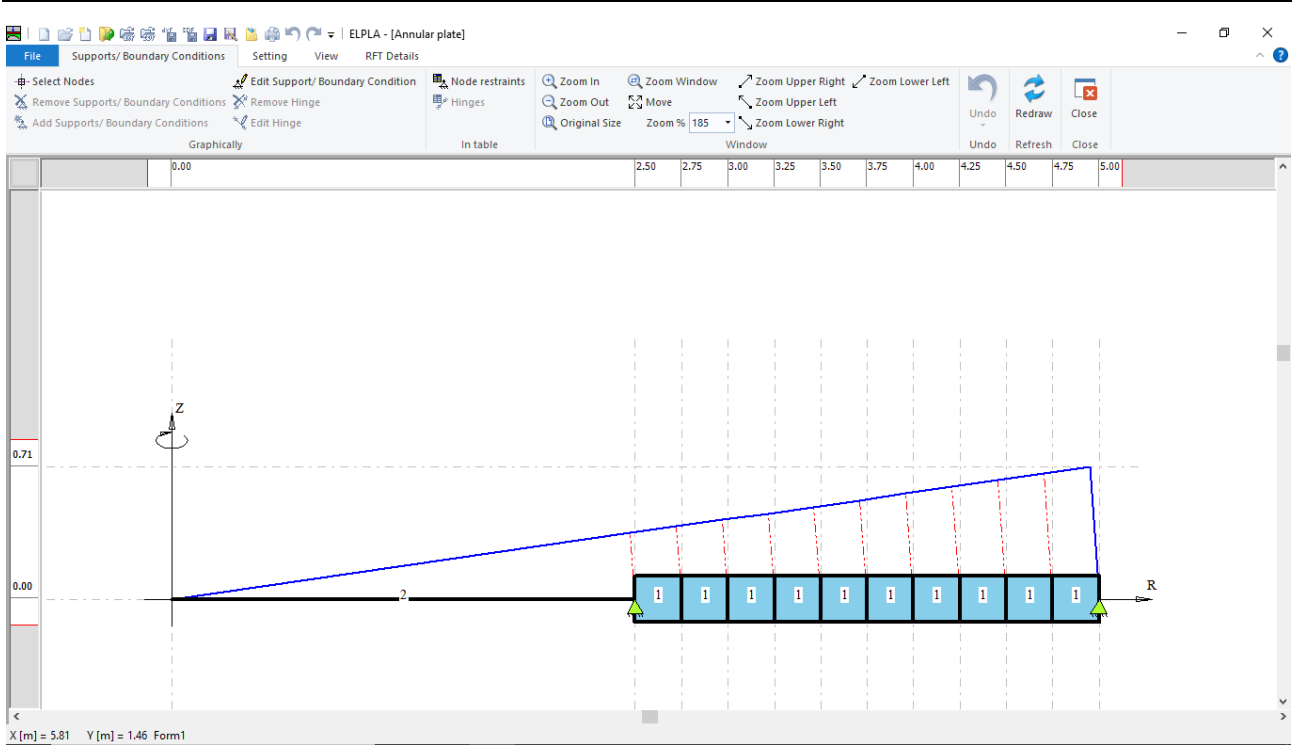 ELPLA - [Annular plate]
File Supports/ Boundary Conditions Setting View RFT Details
Select Nodes Edit Support/ Boundary Condition Node restraints Zoom In Zoom Window Zoom Upper Right Zoom Lower Left
Remove Supports/ Boundary Conditions Remove Hinge Hinges Zoom Out Move Zoom Upper Left
Add Supports/ Boundary Conditions Edit Hinge Original Size Zoom % 185 Zoom Lower Right
Undo Redraw Close
Graphically In table Window Undo Refresh Close
0.00 2.50 2.75 3.00 3.25 3.50 3.75 4.00 4.25 4.50 4.75 5.00
Z
0.71
0.00
R
2 1 1 1 1 1 1 1 1 1 1
X [m] = 5.81 Y [m] = 1.46 Form1